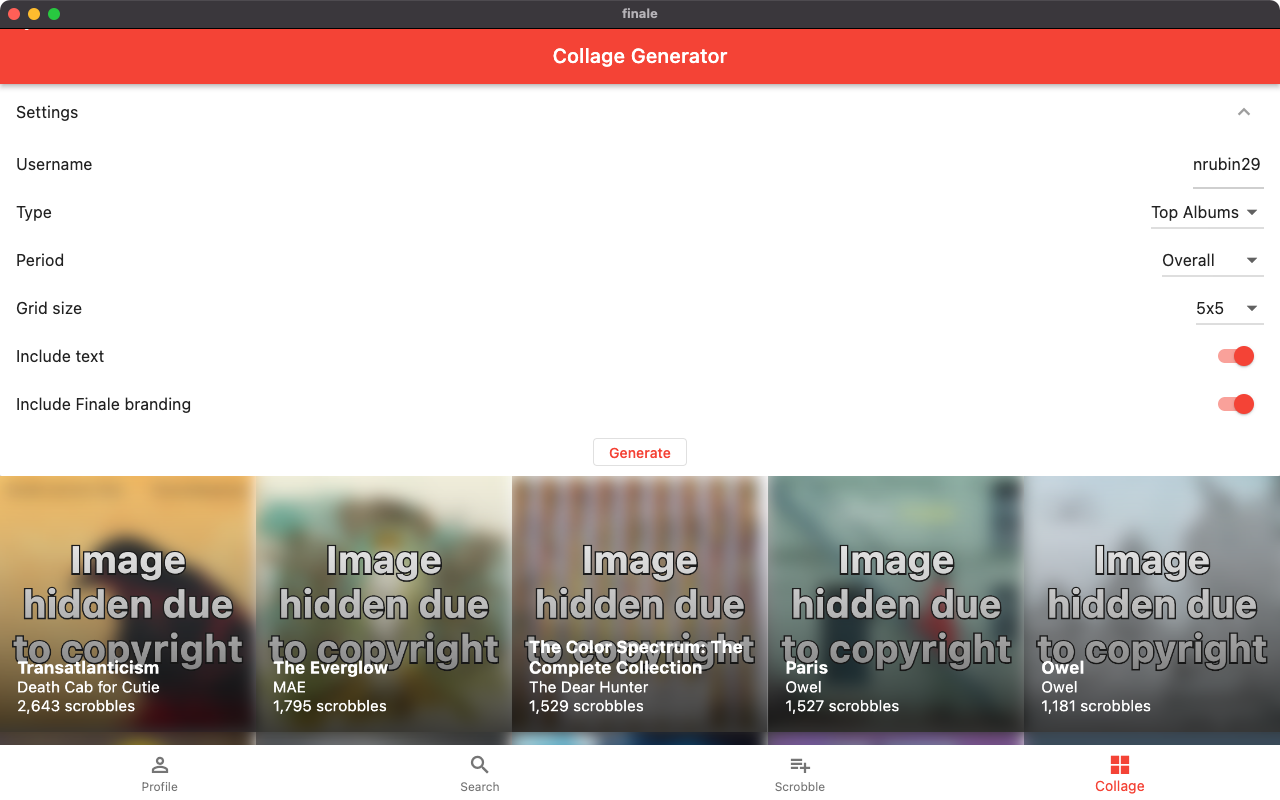 finale
Collage Generator
Settings
Username
nrubin29
Type
Top Albums
Period
Overall
Grid size
5x5
Include text
Include Finale branding
Generate
Image
hidden due
to copyright
Transatlanticism
Death Cab for Cutie
2,643 scrobbles
Image
hidden due
to copyright
The Everglow
MAE
1,795 scrobbles
Image
hidden due
to copyright
The Color Spectrum: The
Complete Collection
The Dear Hunter
1,529 scrobbles
Image
hidden due
to copyright
Paris
Owel
1,527 scrobbles
Image
hidden due
to copyright
Owel
Owel
1,181 scrobbles
Profile
Search
Scrobble
Collage